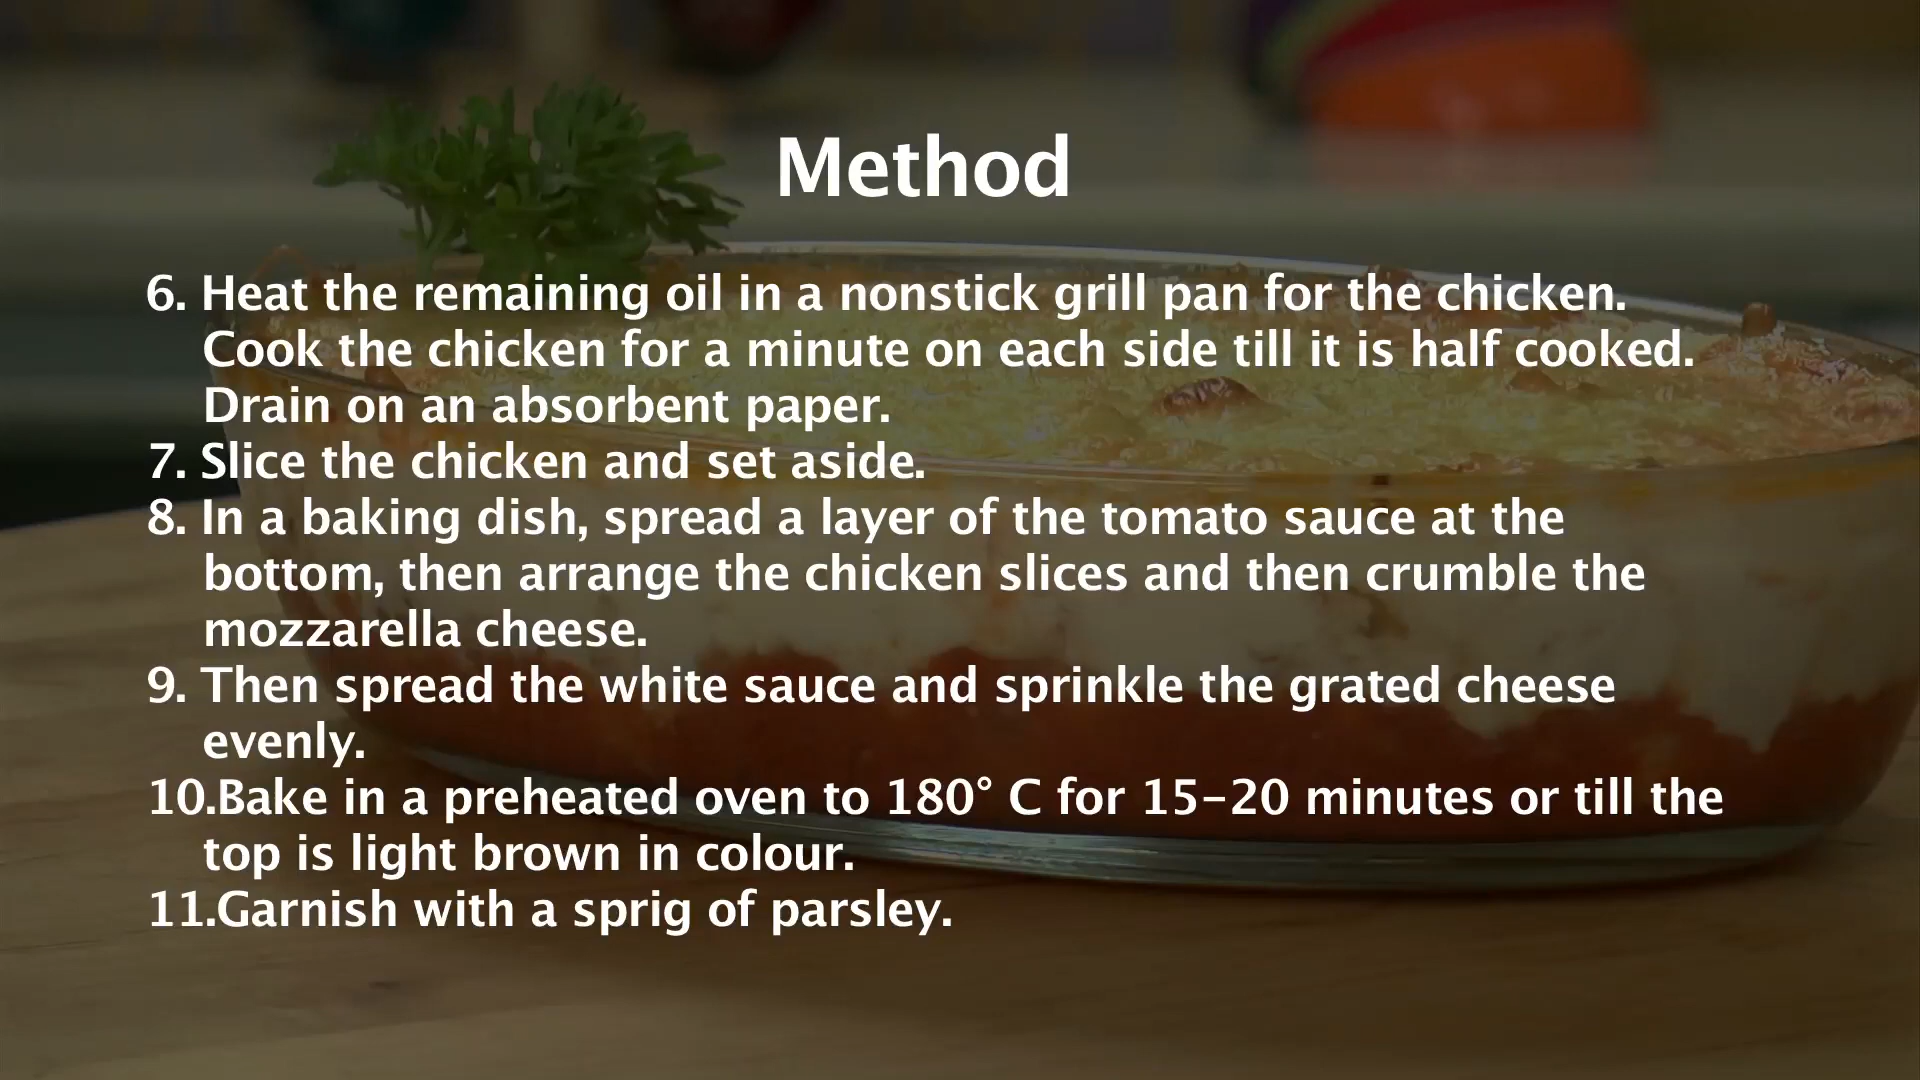 Method
6. Heat the remaining oil in a nonstick grill pan for the chicken.
Cook the chicken for a minute on each side till it is half cooked.
Drain on an absorbent paper.
7. Slice the chicken and set aside.
8. In a baking dish, spread a layer of the tomato sauce at the
bottom, then arrange the chicken slices and then crumble the
mozzarella cheese.
9. Then spread the white sauce and sprinkle the grated cheese
evenly.
10.Bake in a preheated oven to 180° C for 15-20 minutes or till the
top is light brown in colour.
11.Garnish with a sprig of parsley.